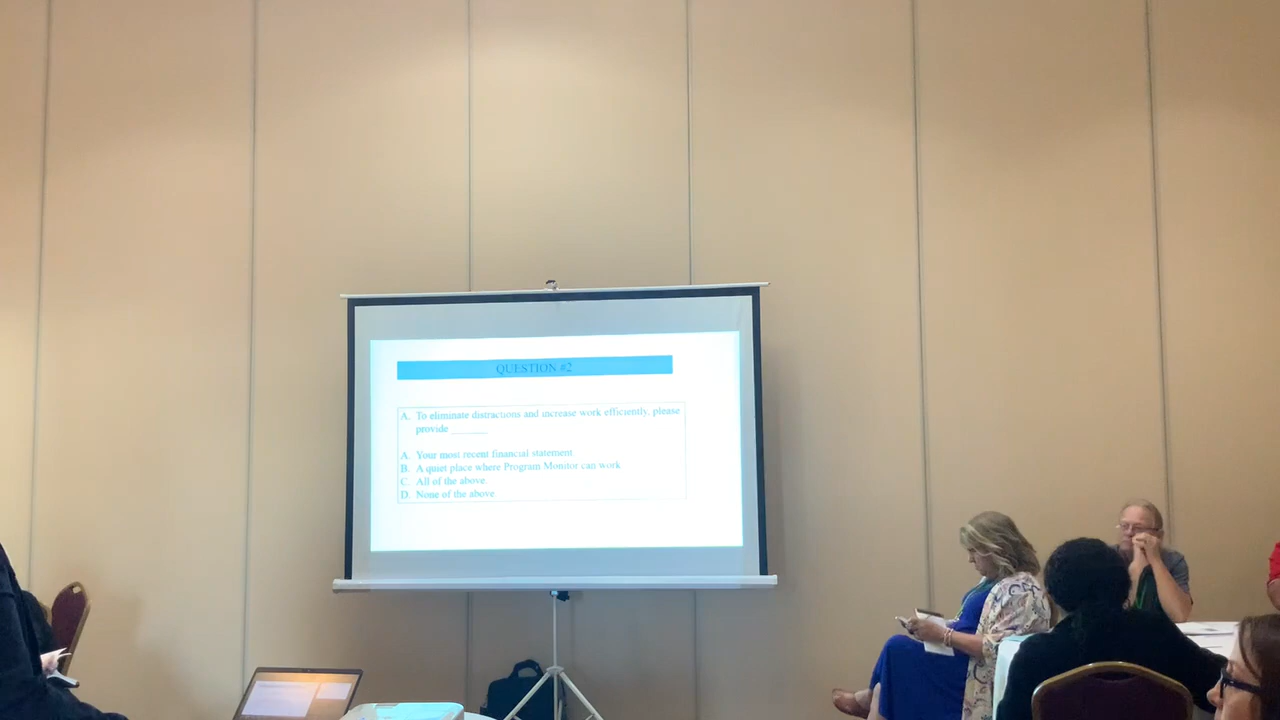 QUESTION #2
A. To eliminate distractions and increase work efficiently, please
provide _______
A. Your most recent financial statement
B. A quiet place where Program Monitor can work
C. All of the above
D. None of the above